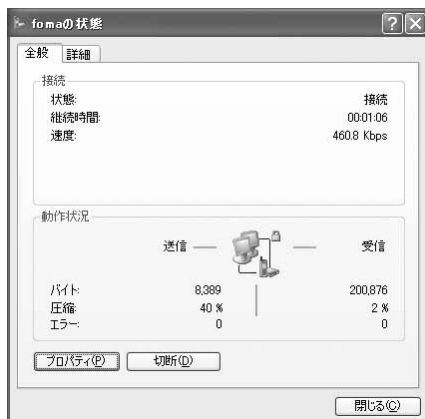 fomaの状態
全般 詳細
接続
状態: 接続
継続時間: 00:01:06
速度: 460.8 Kbps
動作状況
送信 受信
バイト: 8,389 200,876
圧縮: 40 % 2 %
エラー: 0 0
プロパティ(P) 切断(D)
閉じる(C)